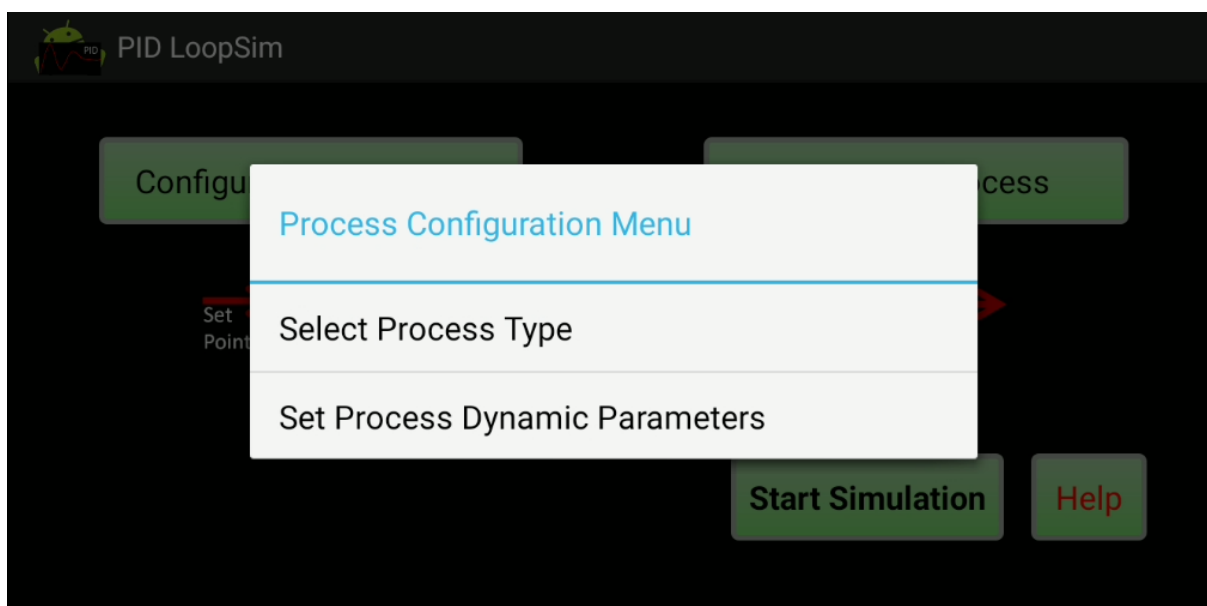 PID
PID LoopSim
Configu
cess
Process Configuration Menu
Set
Point
Select Process Type
Set Process Dynamic Parameters
Start Simulation
Help